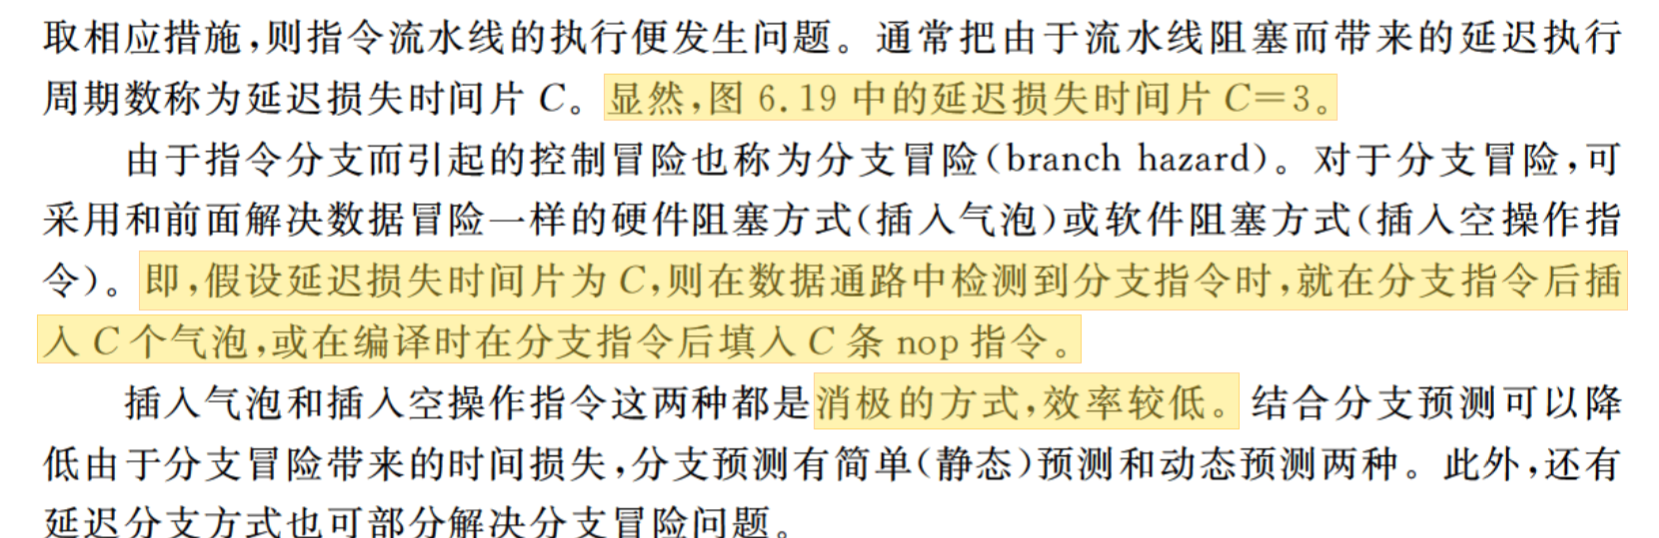 取相应措施,则指令流水线的执行便发生问题。通常把由于流水线阻塞而带来的延迟执行
周期数称为延迟损失时间片 C。显然,图 6.19 中的延迟损失时间片 C=3。
由于指令分支而引起的控制冒险也称为分支冒险(branch hazard)。对于分支冒险,可
采用和前面解决数据冒险一样的硬件阻塞方式(插入气泡)或软件阻塞方式(插入空操作指
令)。即,假设延迟损失时间片为 C,则在数据通路中检测到分支指令时,就在分支指令后插
入 C 个气泡,或在编译时在分支指令后填入 C 条 nop 指令。
插入气泡和插入空操作指令这两种都是消极的方式,效率较低。结合分支预测可以降
低由于分支冒险带来的时间损失,分支预测有简单(静态)预测和动态预测两种。此外,还有
延迟分支方式也可部分解决分支冒险问题。